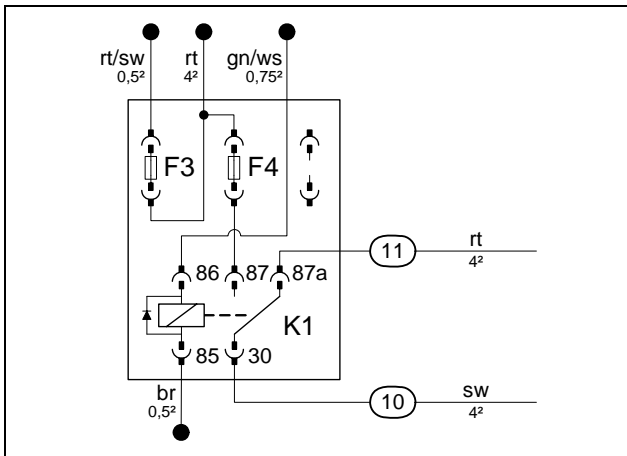 rt/sw rt gn/ws
0,5² 4² 0,75²
F3 F4
86 87 87a
11 rt
4²
K1
85 30
br
0,5²
10 sw
4²